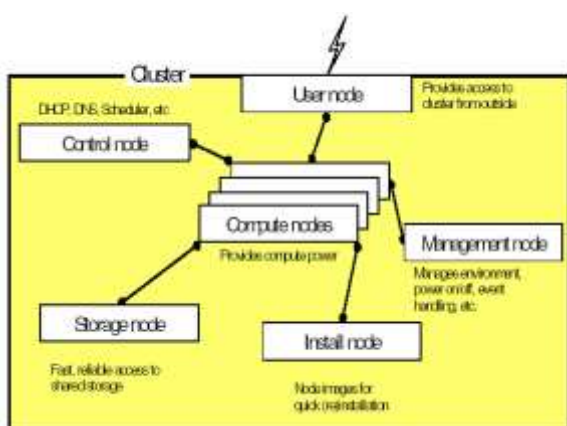 Cluster
User node
Provides access to
cluster from outside
DHCP, DNS, Scheduler, etc
Control node
Compute nodes
Provides compute power
Management node
Manages environment,
power on/off, event
handling, etc.
Storage node
Fast, reliable access to
shared storage
Install node
Node images for
quick (re)installation